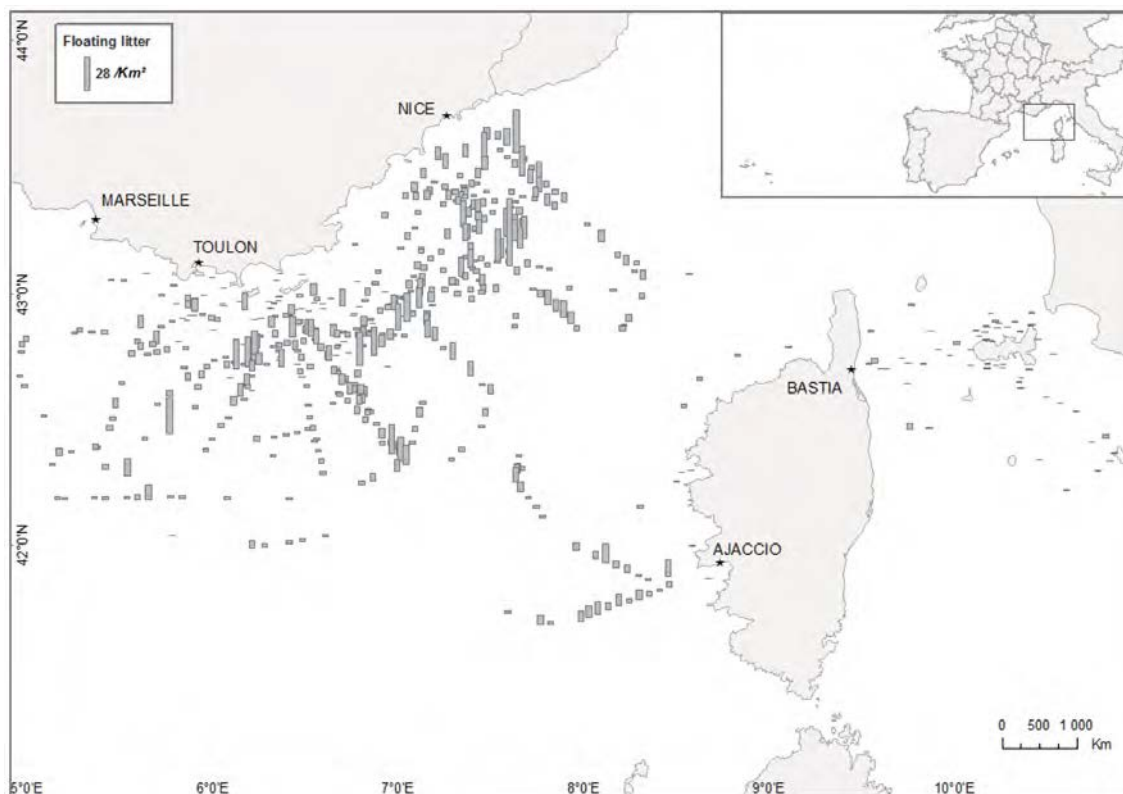 Floating litter
28 /Km²
NICE
MARSEILLE
TOULON
BASTIA
AJACCIO
44°0'N
43°0'N
42°0'N
5°0'E
6°0'E
7°0'E
8°0'E
9°0'E
10°0'E
0 500 1 000
Km